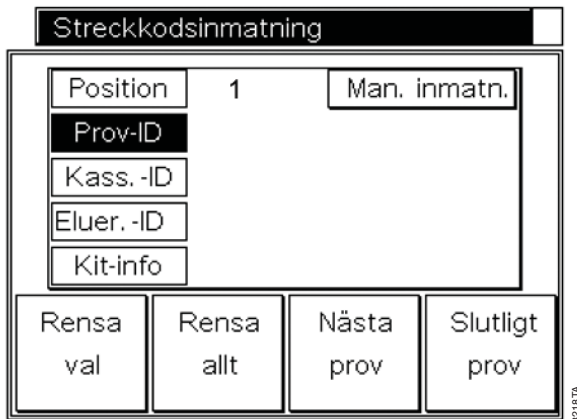 Streckkodsinmatning
Position 1 Man. inmatn.
Prov-ID
Kass.-ID
Eluer.-ID
Kit-info
Rensa val
Rensa allt
Nästa prov
Slutligt prov